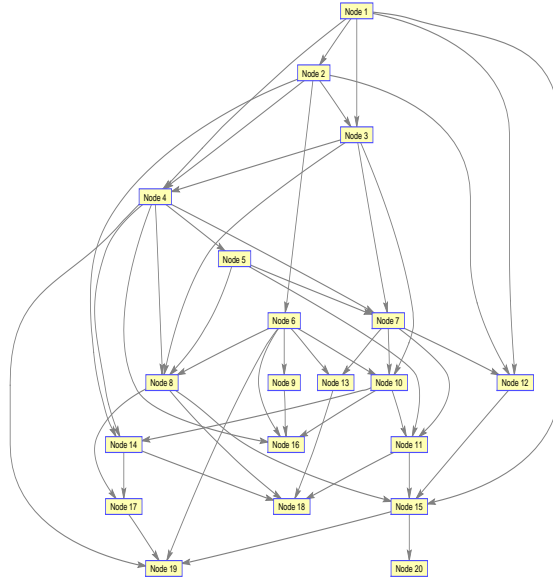 Node 1
Node 2
Node 3
Node 4
Node 5
Node 6
Node 7
Node 8
Node 9
Node 13
Node 10
Node 12
Node 14
Node 16
Node 11
Node 17
Node 18
Node 15
Node 19
Node 20